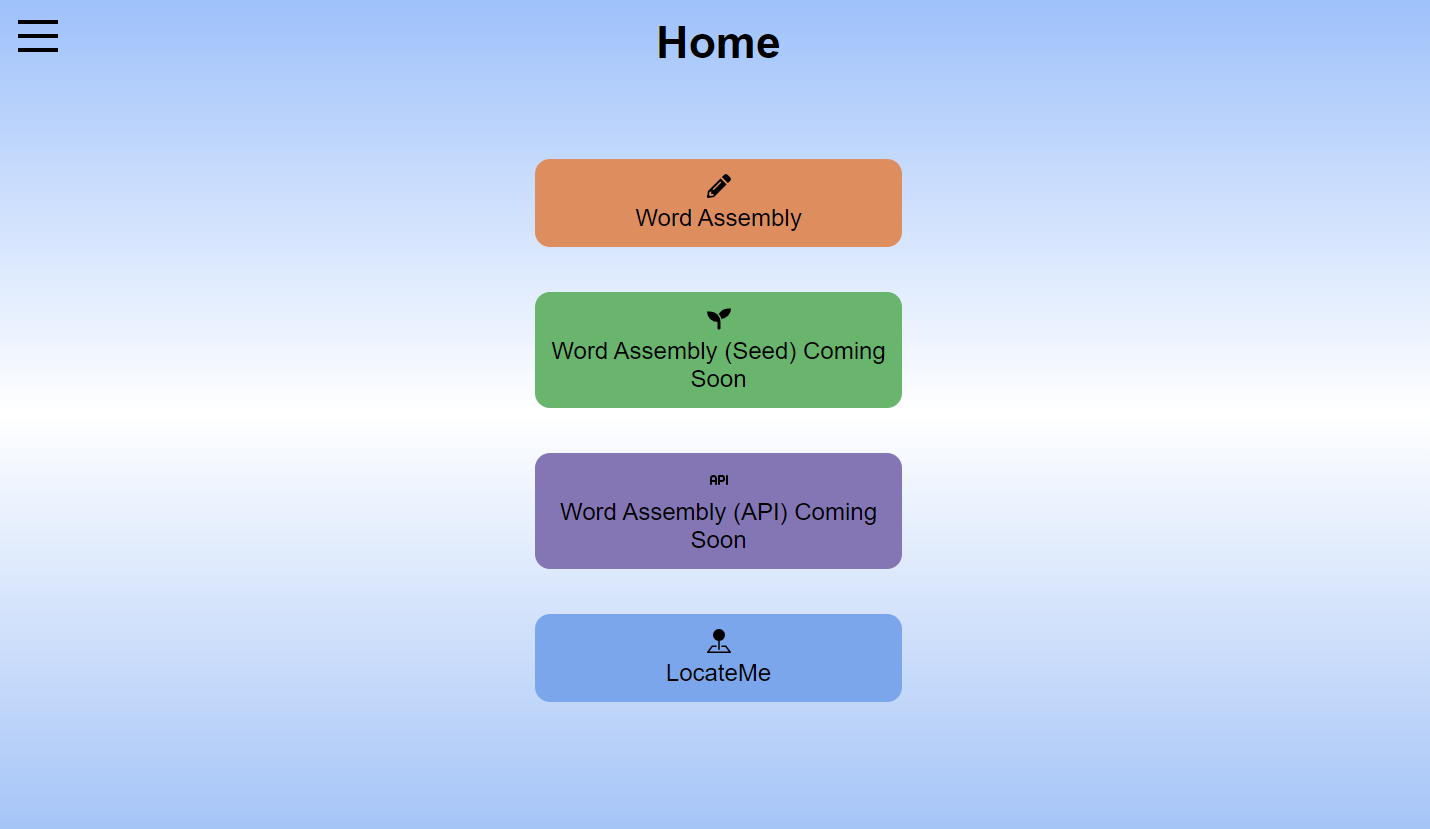 Home
Word Assembly
Word Assembly (Seed) Coming
Soon
API
Word Assembly (API) Coming
Soon
LocateMe